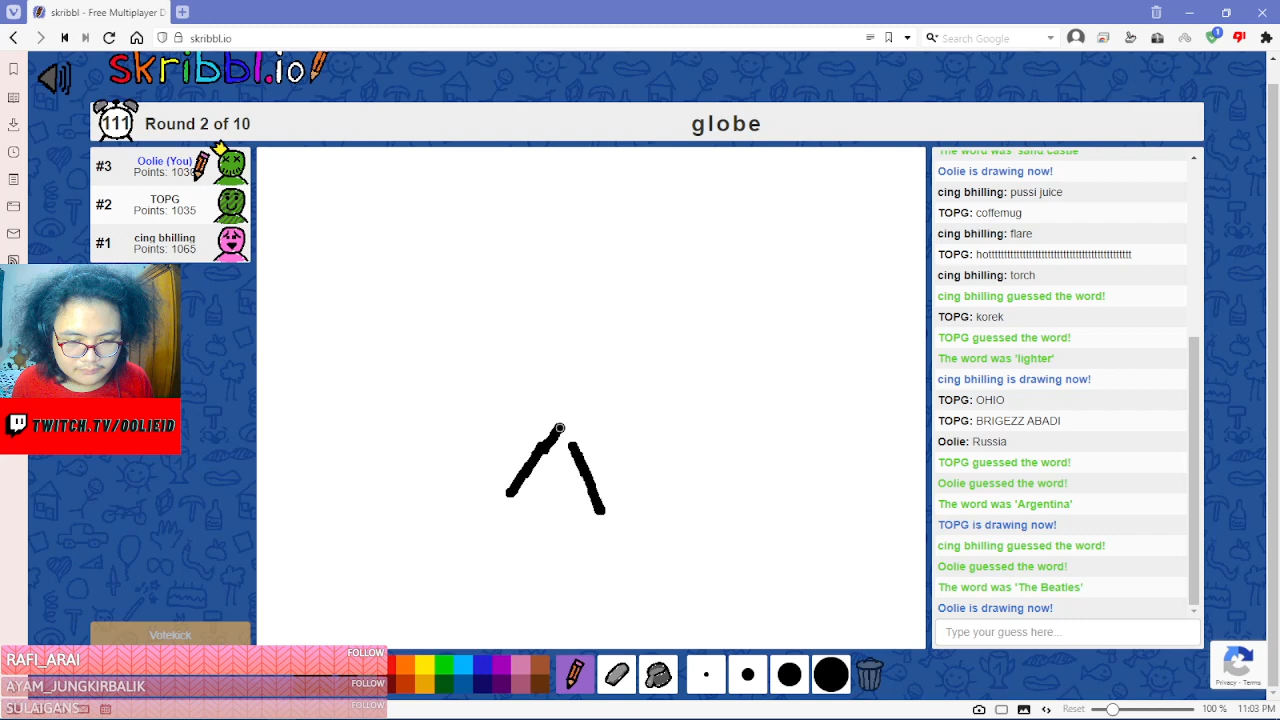 skribbl - Free Multiplayer D
skribbl.io
Search Google
1
skribbl.io
111
Round 2 of 10
globe
#3
Oolie (You)
#2
TOPG
Points: 1035
#1
cing bhilling
Points: 1065
The word was 'sand castle'
Oolie is drawing now!
cing bhilling: pussi juice
TOPG: coffemug
cing bhilling: flare
cing bhilling: torch
cing bhilling guessed the word!
TOPG: korek
TOPG guessed the word!
The word was 'lighter'
cing bhilling is drawing now!
TOPG: OHIO
TOPG: BRIGEZZ ABADI
Oolie: Russia
TOPG guessed the word!
Oolie guessed the word!
The word was 'Argentina'
TOPG is drawing now!
cing bhilling guessed the word!
Oolie guessed the word!
The word was 'The Beatles'
Oolie is drawing now!
Type your guess here...
TWITCH.TV/OOLIEID
Votekick
RAFI_ARAI
FOLLOW
AYAM_JUNGKIRBALIK
FOLLOW
SULAIGANS
FOLLOW
Privacy - Terms
Reset
100 %
11:03 PM